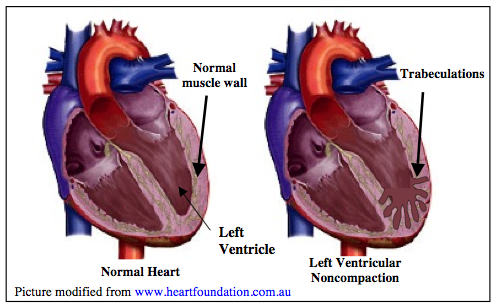 Normal
muscle wall
Trabeculations
Left
Ventricle
Normal Heart
Left Ventricular
Noncompaction
Picture modified from www.heartfoundation.com.au